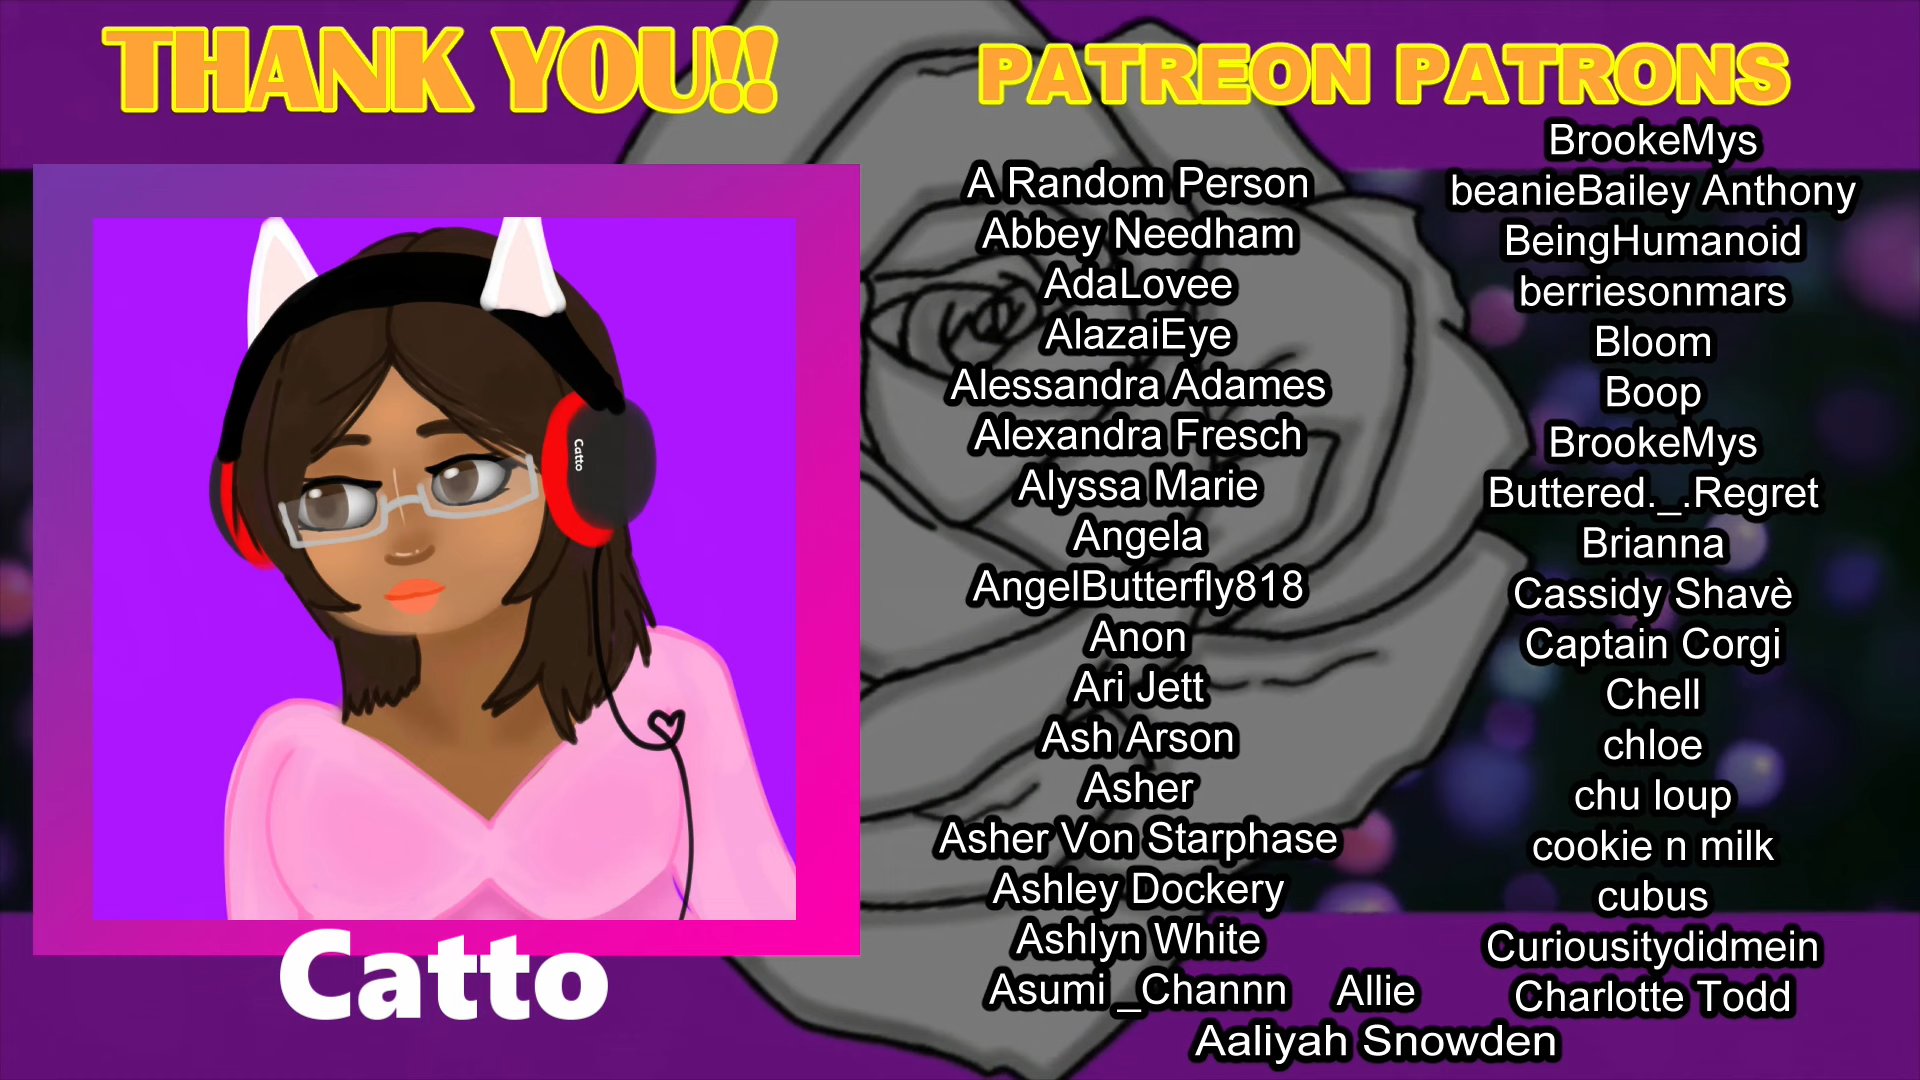 THANK YOU!!
Catto
Catto
PATREON PATRONS
A Random Person
Abbey Needham
AdaLovee
AlazaiEye
Alessandra Adames
Alexandra Fresch
Alyssa Marie
Angela
AngelButterfly818
Anon
Ari Jett
Ash Arson
Asher
Asher Von Starphase
Ashley Dockery
Ashlyn White
Asumi _Channn
Allie
Aaliyah Snowden
BrookeMys
beanieBailey Anthony
BeingHumanoid
berriesonmars
Bloom
Boop
BrookeMys
Buttered._.Regret
Brianna
Cassidy Shavè
Captain Corgi
Chell
chloe
chu loup
cookie n milk
cubus
Curiousitydidmein
Charlotte Todd